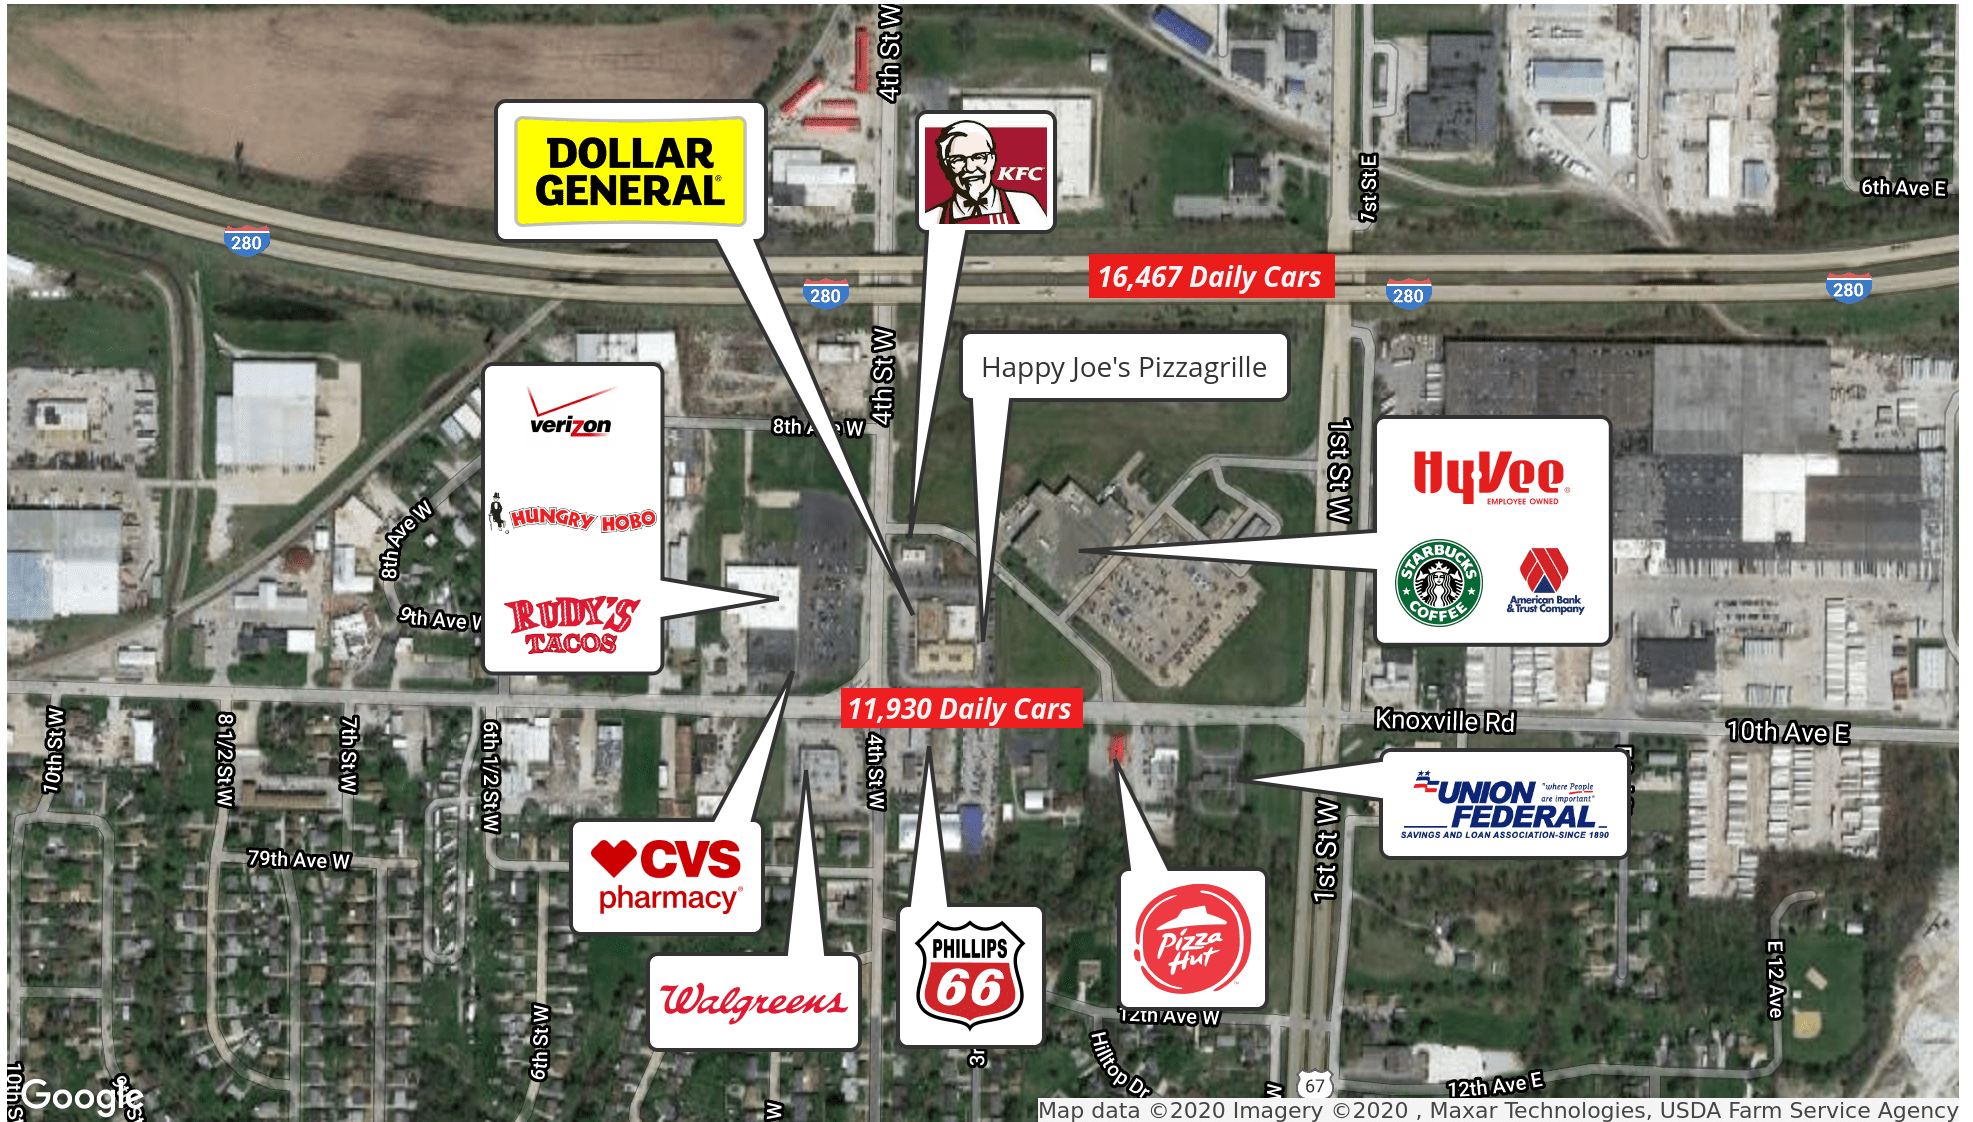 4th St W
DOLLAR
GENERAL®
KFC
7st St E
6th Ave E
280
16,467 Daily Cars
280
280
280
4th St W
Happy Joe's Pizzagrille
verizon
HUNGRY HOBO
RUDY'S
TACOS
8th Ave W
1st St W
HyVee
EMPLOYEE OWNED
STARBUCKS
COFFEE
American Bank
& Trust Company
8th Ave W
9th Ave W
11,930 Daily Cars
Knoxville Rd
10th Ave E
10th St W
8 1/2 St W
7th St W
6th 1/2 St W
4th St W
UNION
FEDERAL
"where People
are important"
SAVINGS AND LOAN ASSOCIATION-SINCE 1890
79th Ave W
CVS
pharmacy®
1st St W
PHILLIPS
66
Pizza
Hut
Walgreens
E 12 Ave
6th St W
12th Ave W
Hilltop Dr
67
12th Ave E
Google
Map data ©2020 Imagery ©2020 , Maxar Technologies, USDA Farm Service Agency